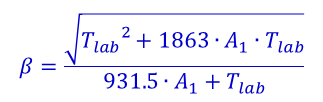 β = √(T_lab² + 1863 · A₁ · T_lab) / (931.5 · A₁ + T_lab)